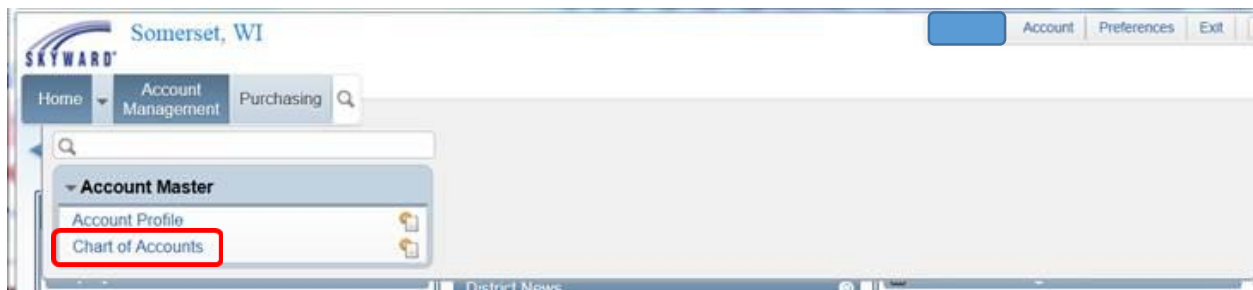 Somerset, WI
SKYWARD
Account Preferences Exit
Home Account Management Purchasing
Account Master
Account Profile
Chart of Accounts
District News